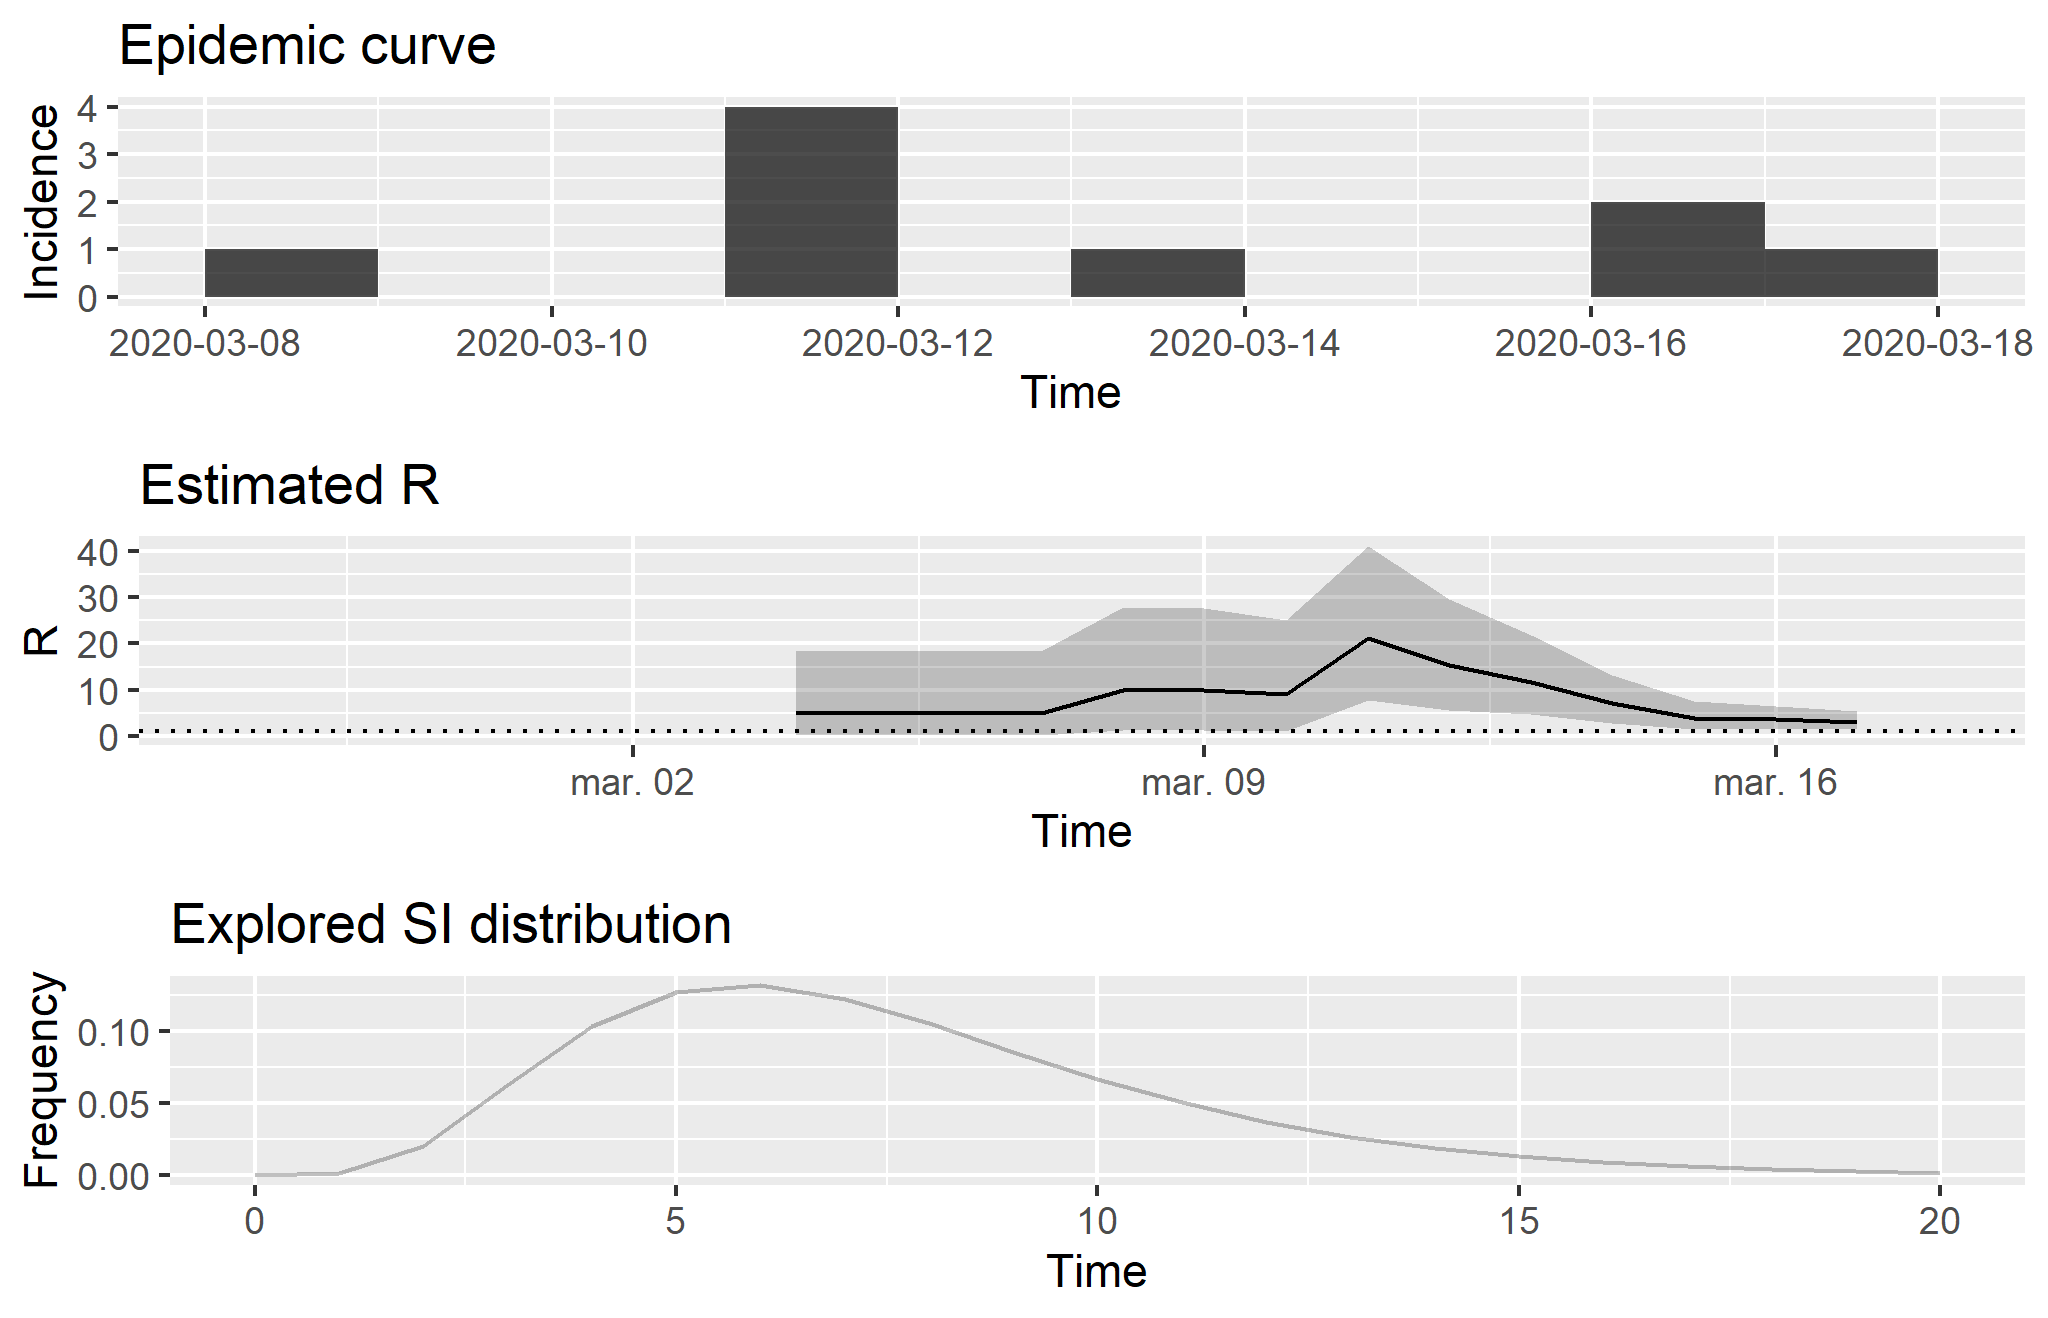 Epidemic curve
Incidence
4
3
2
1
0
2020-03-08 2020-03-10 2020-03-12 2020-03-14 2020-03-16 2020-03-18
Time
Estimated R
R
40
30
20
10
0
mar. 02 mar. 09 mar. 16
Time
Explored SI distribution
Frequency
0.10
0.05
0.00
0 5 10 15 20
Time